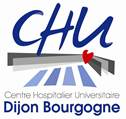 CHU
Centre Hospitalier Universitaire
Dijon Bourgogne